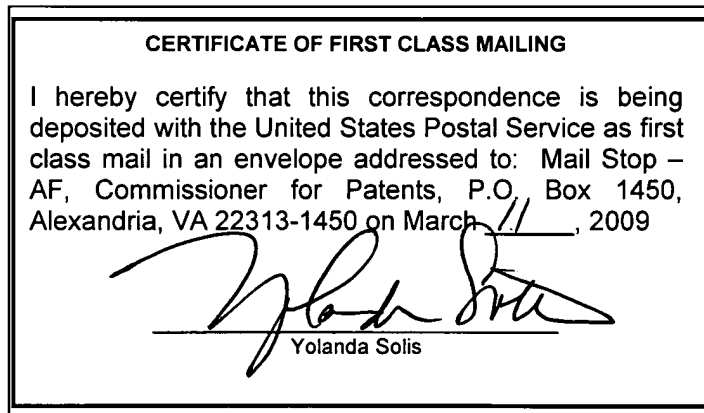 CERTIFICATE OF FIRST CLASS MAILING
I hereby certify that this correspondence is being
deposited with the United States Postal Service as first
class mail in an envelope addressed to: Mail Stop –
AF, Commissioner for Patents, P.O. Box 1450,
Alexandria, VA 22313-1450 on March 11, 2009
Yolanda Solis
Yolanda Solis